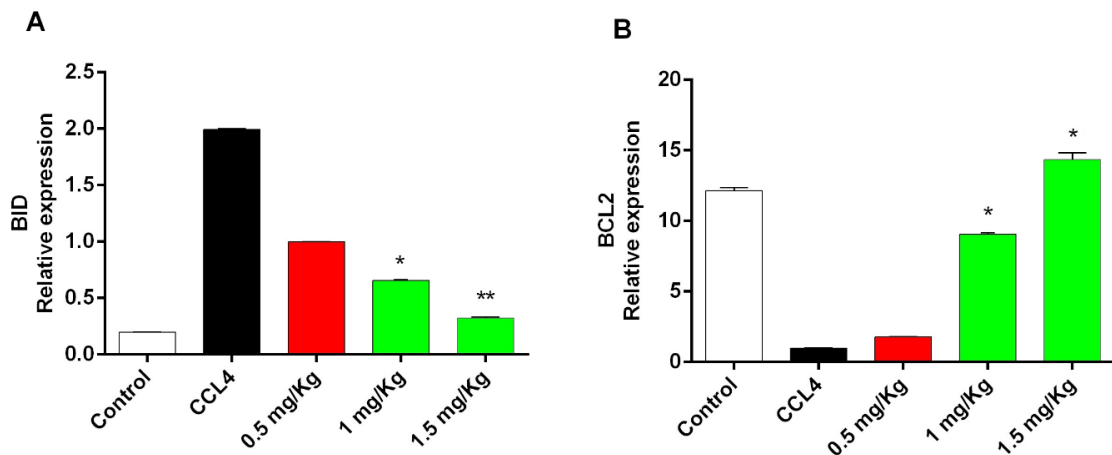 A
BID
Relative expression
2.5
2.0
1.5
1.0
0.5
0.0
*
**
Control
CCL4
0.5 mg/Kg
1 mg/Kg
1.5 mg/Kg
B
BCL2
Relative expression
20
15
10
5
0
*
*
Control
CCL4
0.5 mg/Kg
1 mg/Kg
1.5 mg/Kg